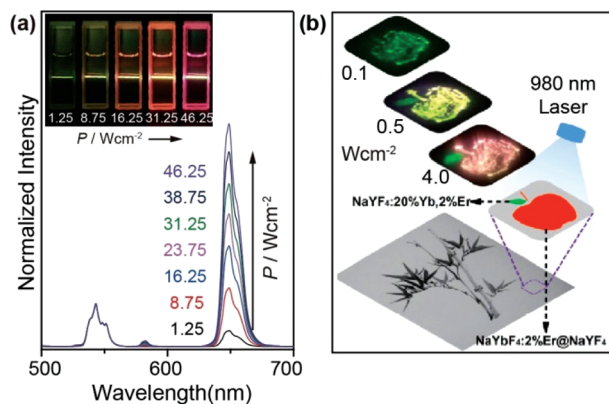 (a)
1.25 8.75 16.25 31.25 46.25
P / Wcm-2
Normalized Intensity
46.25
38.75
31.25
23.75
16.25
8.75
1.25
P / Wcm-2
500 600 700
Wavelength(nm)
(b)
0.1
0.5
Wcm-2
4.0
980 nm
Laser
NaYF4:20%Yb,2%Er
NaYbF4:2%Er@NaYF4